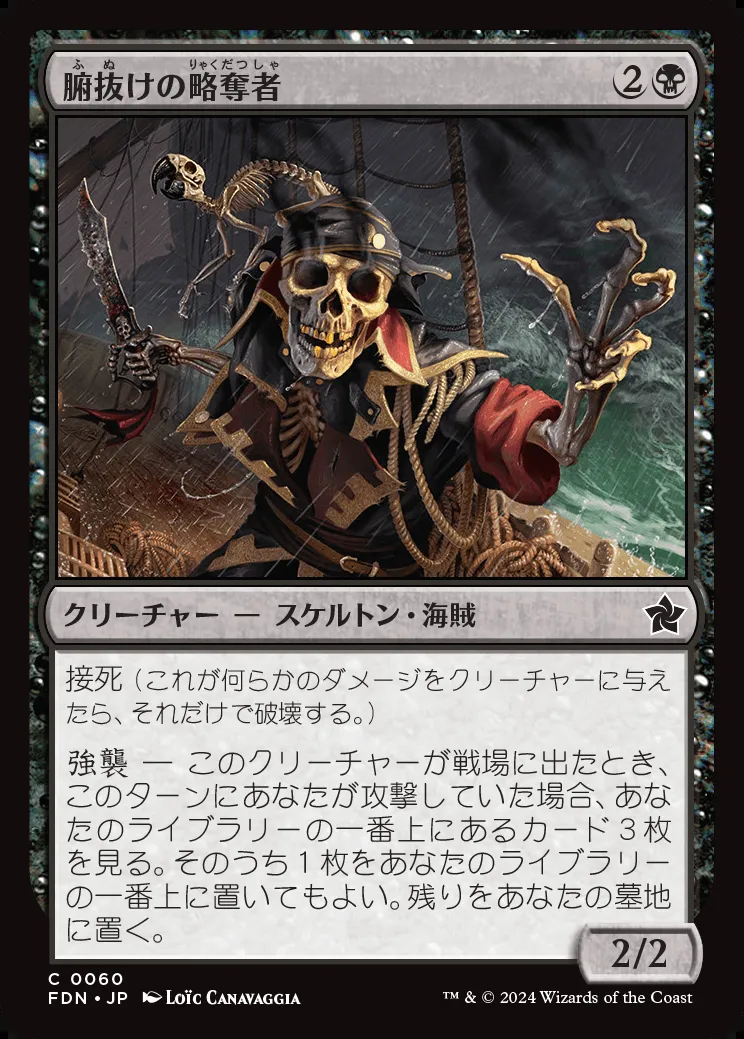 ふぬ りゃくだつしゃ
腑抜けの略奪者 2
クリーチャー — スケルトン・海賊
接死（これが何らかのダメージをクリーチャーに与え
たら、それだけで破壊する。）
強襲 — このクリーチャーが戦場に出たとき、
このターンにあなたが攻撃していた場合、あな
たのライブラリーの一番上にあるカード３枚
を見る。そのうち１枚をあなたのライブラリー
の一番上に置いてもよい。残りをあなたの墓地
に置く。
2/2
C 0060
FDN • JP Loïc Canavaggia
™ & © 2024 Wizards of the Coast